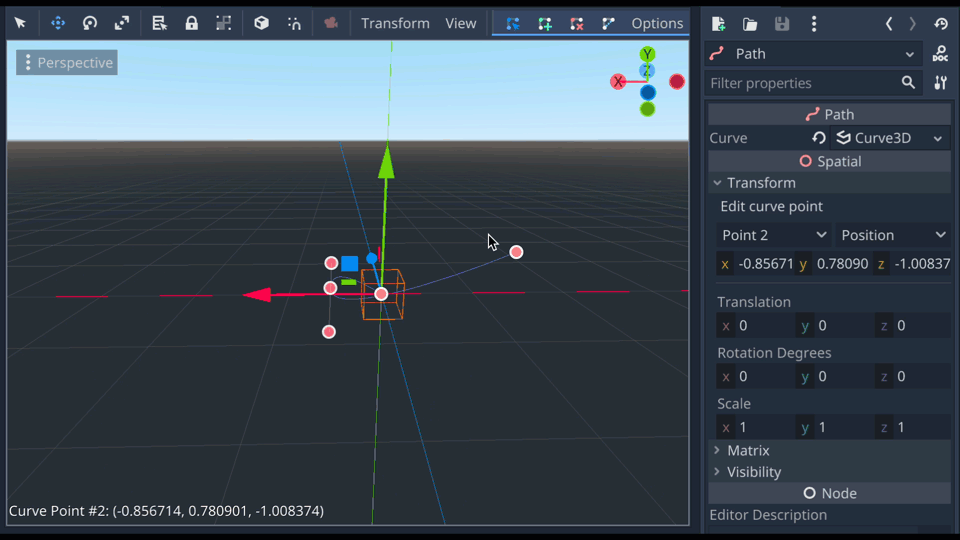 Transform View Options
Perspective
Y
Z
X
Curve Point #2: (-0.856714, 0.780901, -1.008374)
Path
DOC
Filter properties
Path
Curve Curve3D
Spatial
Transform
Edit curve point
Point 2 Position
x -0.85671 y 0.78090 z -1.00837
Translation
x 0 y 0 z 0
Rotation Degrees
x 0 y 0 z 0
Scale
x 1 y 1 z 1
Matrix
Visibility
Node
Editor Description